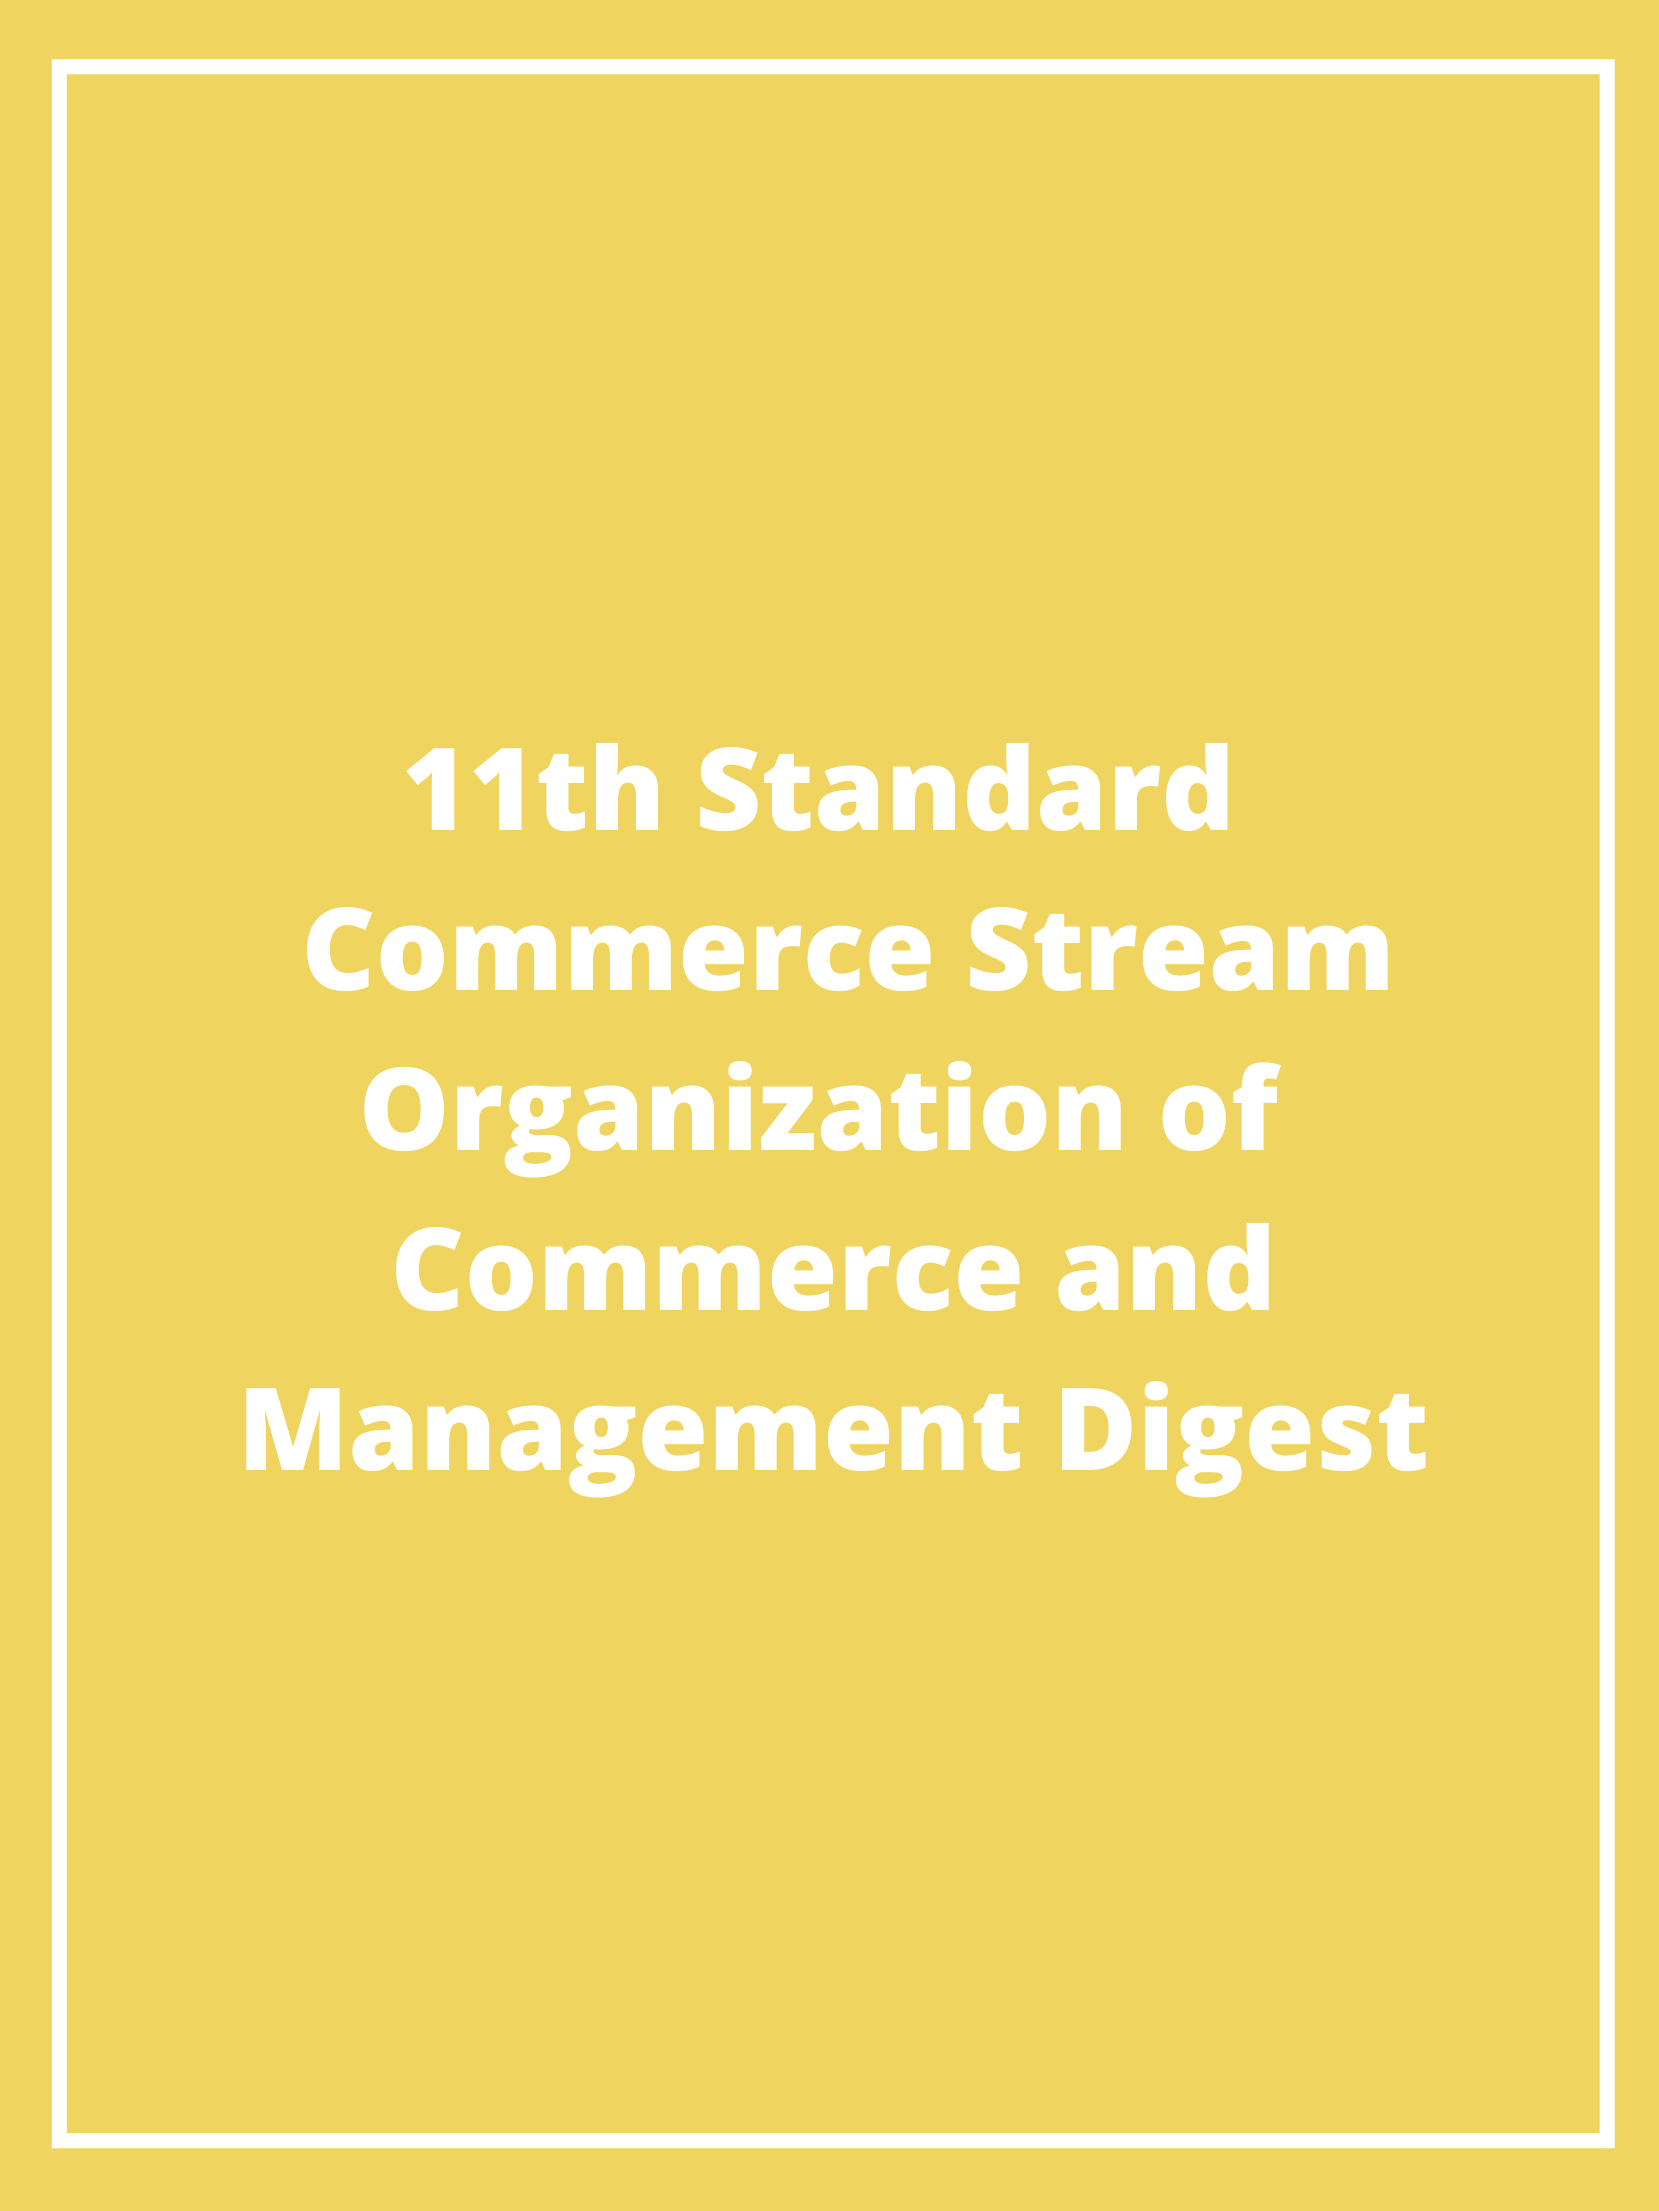 11th Standard
Commerce Stream
Organization of
Commerce and
Management Digest